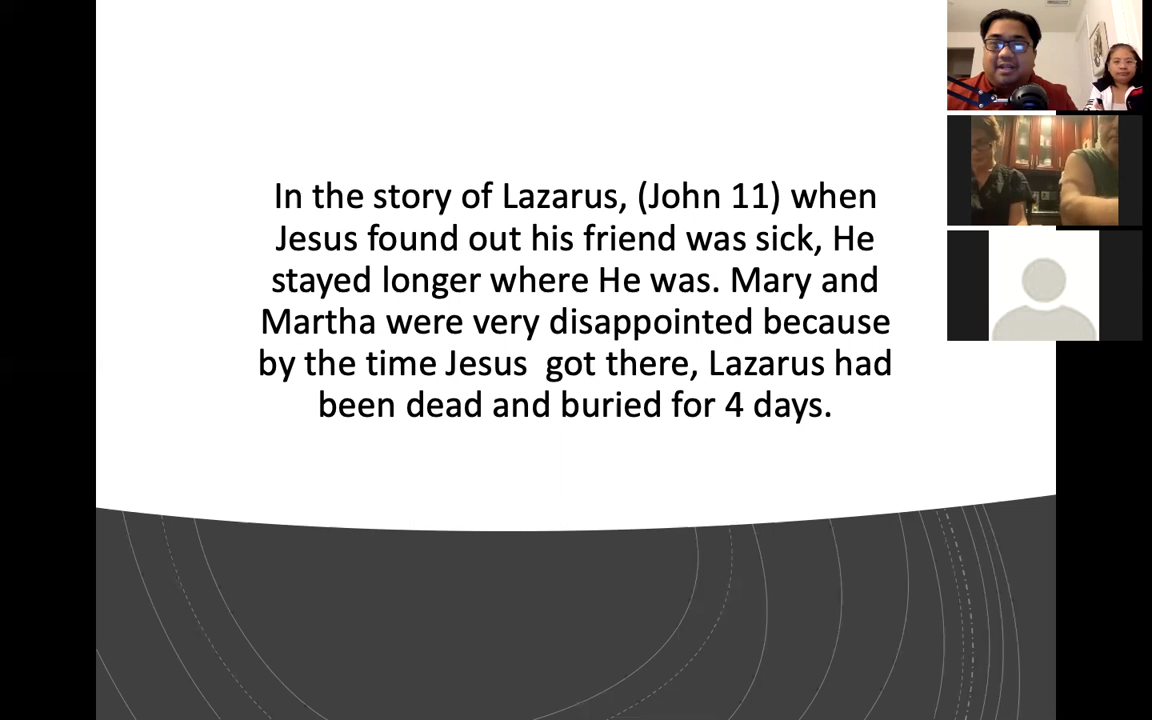 In the story of Lazarus, (John 11) when
Jesus found out his friend was sick, He
stayed longer where He was. Mary and
Martha were very disappointed because
by the time Jesus  got there, Lazarus had
been dead and buried for 4 days.